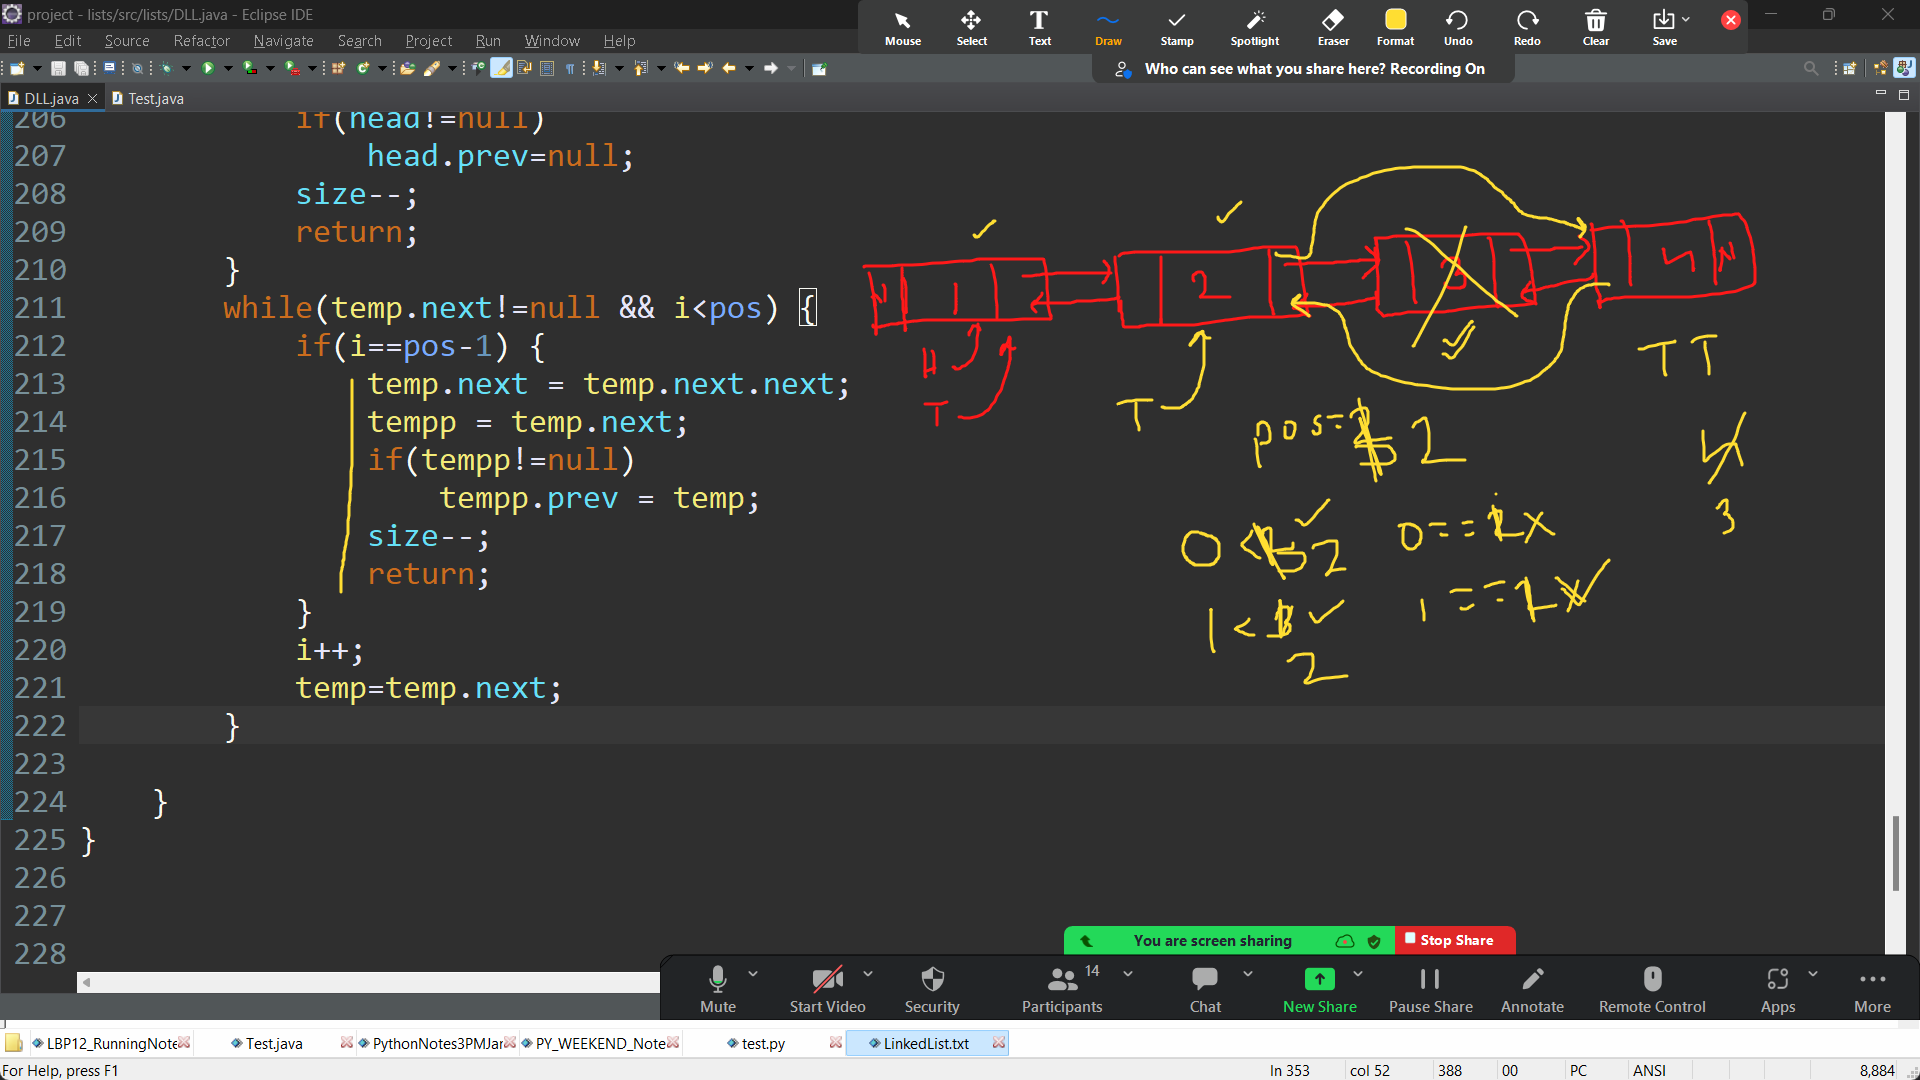 project - lists/src/lists/DLL.java - Eclipse IDE
File Edit Source Refactor Navigate Search Project Run Window Help
Mouse Select Text Draw Stamp Spotlight Eraser Format Undo Redo Clear Save
Who can see what you share here? Recording On
DLL.java Test.java
206 if(head!=null)
207 head.prev=null;
208 size--;
209 return;
210 }
211 while(temp.next!=null && i<pos) {
212 if(i==pos-1) {
213 temp.next = temp.next.next;
214 tempp = temp.next;
215 if(tempp!=null)
216 tempp.prev = temp;
217 size--;
218 return;
219 }
220 i++;
221 temp=temp.next;
222 }
223
224 }
225 }
226
227
228
N 1 2 3 4 N
H
T
T
T T
pos= 2
4
3
0 < 2
0==1
1 <
2
1==1
You are screen sharing Stop Share
Mute Start Video Security Participants 14 Chat New Share Pause Share Annotate Remote Control Apps More
LBP12_RunningNote Test.java PythonNotes3PMJar PY_WEEKEND_Note test.py LinkedList.txt
For Help, press F1 ln 353 col 52 388 00 PC ANSI 8,884